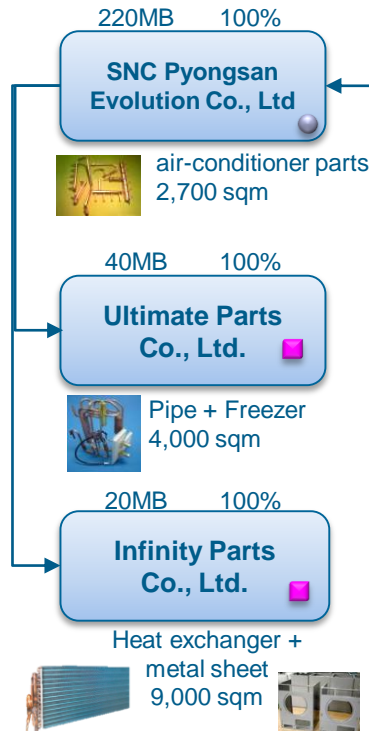 220MB 100%
SNC Pyongsan
Evolution Co., Ltd
air-conditioner parts
2,700 sqm
40MB 100%
Ultimate Parts
Co., Ltd.
Pipe + Freezer
4,000 sqm
20MB 100%
Infinity Parts
Co., Ltd.
Heat exchanger +
metal sheet
9,000 sqm